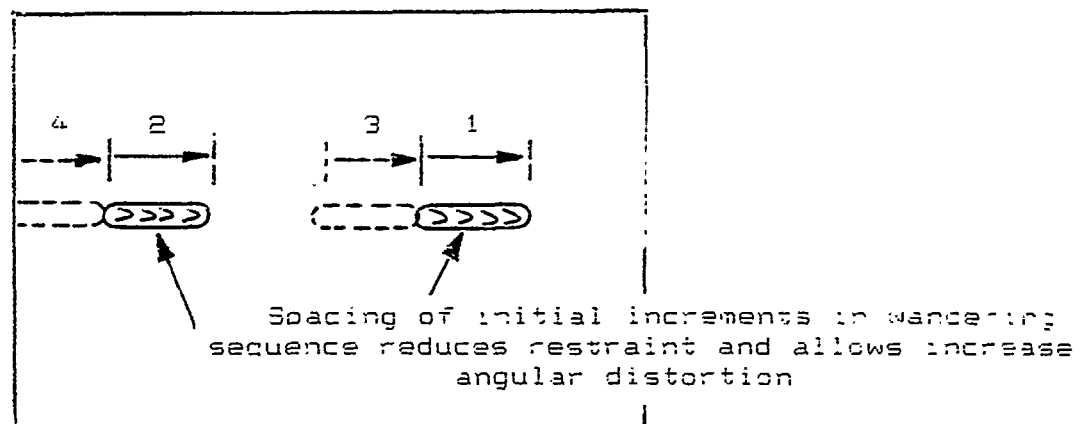 4 2 3 1
Spacing of initial increments in wandering
sequence reduces restraint and allows increase
angular distortion